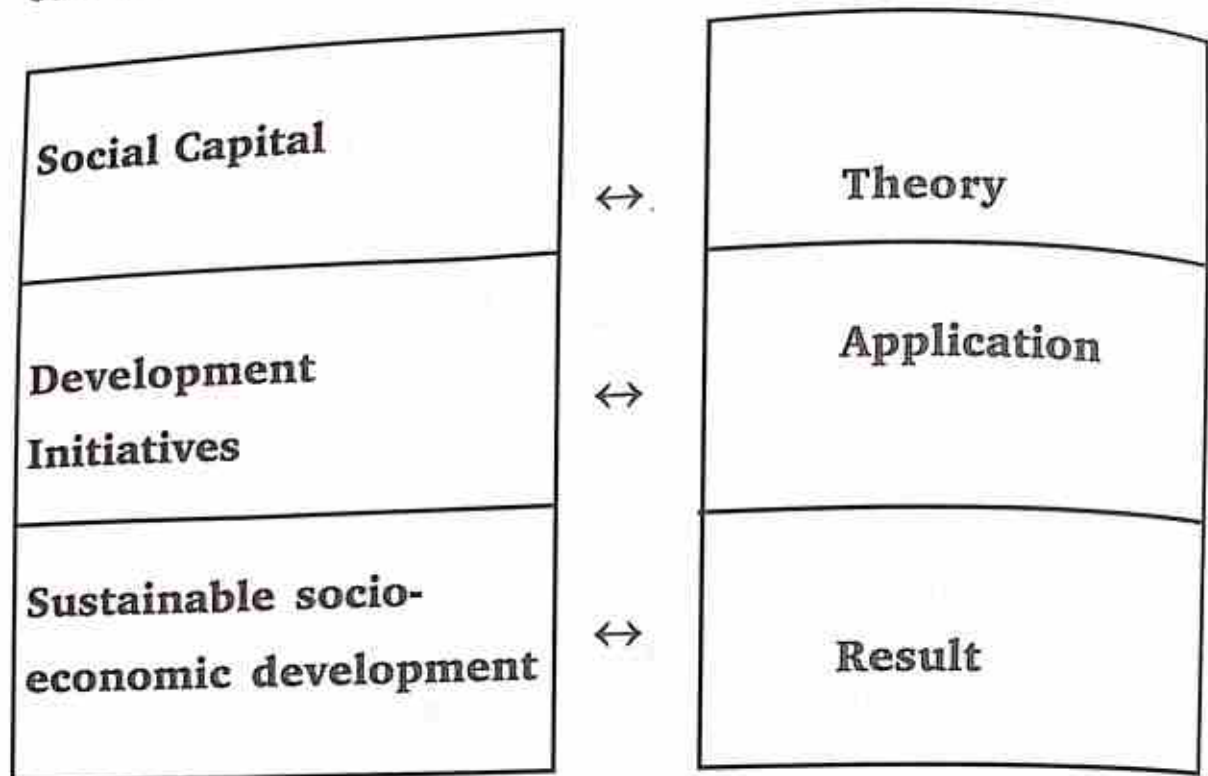 Social Capital
↔
Theory
Development
Initiatives
↔
Application
Sustainable socio-
economic development
↔
Result